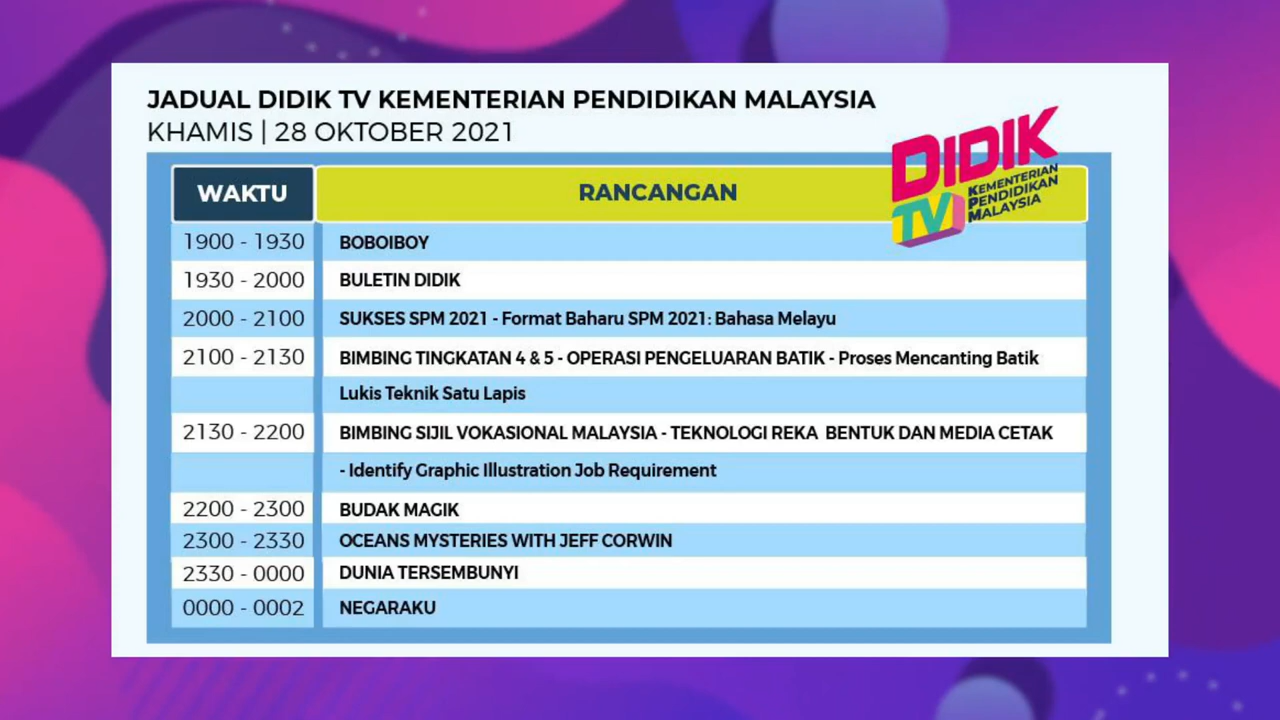 JADUAL DIDIK TV KEMENTERIAN PENDIDIKAN MALAYSIA
KHAMIS | 28 OKTOBER 2021
DIDIK
TV
KEMENTERIAN
PENDIDIKAN
MALAYSIA
WAKTU RANCANGAN
1900 - 1930 BOBOIBOY
1930 - 2000 BULETIN DIDIK
2000 - 2100 SUKSES SPM 2021 - Format Baharu SPM 2021: Bahasa Melayu
2100 - 2130 BIMBING TINGKATAN 4 & 5 - OPERASI PENGELUARAN BATIK - Proses Mencanting Batik
Lukis Teknik Satu Lapis
2130 - 2200 BIMBING SIJIL VOKASIONAL MALAYSIA - TEKNOLOGI REKA BENTUK DAN MEDIA CETAK
- Identify Graphic Illustration Job Requirement
2200 - 2300 BUDAK MAGIK
2300 - 2330 OCEANS MYSTERIES WITH JEFF CORWIN
2330 - 0000 DUNIA TERSEMBUNYI
0000 - 0002 NEGARAKU